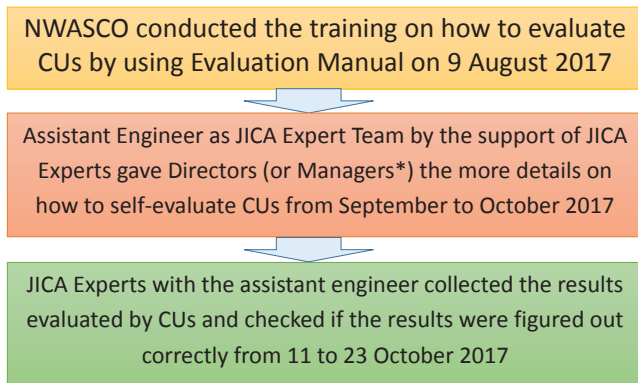 NWASCO conducted the training on how to evaluate
CUs by using Evaluation Manual on 9 August 2017
Assistant Engineer as JICA Expert Team by the support of JICA
Experts gave Directors (or Managers*) the more details on
how to self-evaluate CUs from September to October 2017
JICA Experts with the assistant engineer collected the results
evaluated by CUs and checked if the results were figured out
correctly from 11 to 23 October 2017